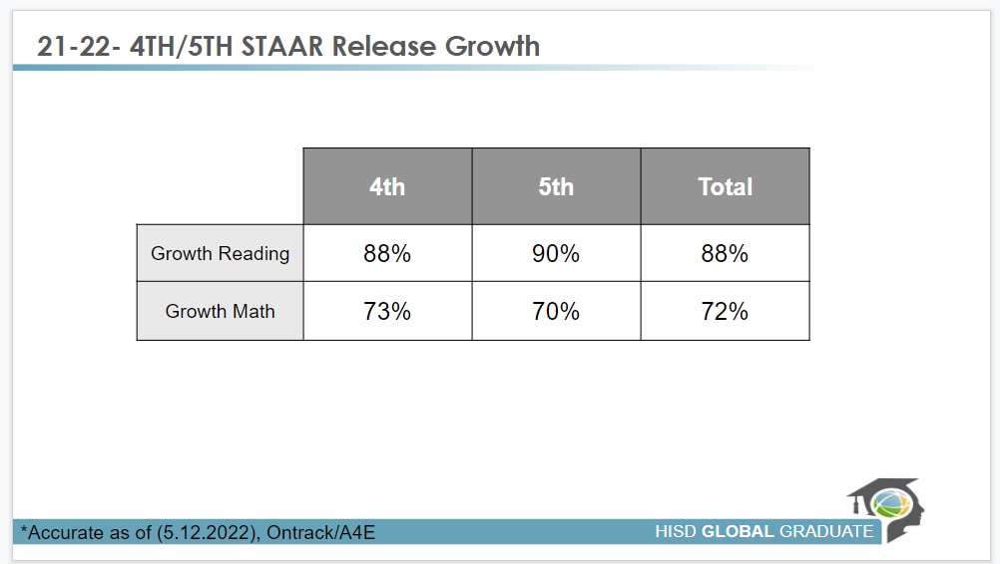 21-22- 4TH/5TH STAAR Release Growth
4th 5th Total
Growth Reading 88% 90% 88%
Growth Math 73% 70% 72%
*Accurate as of (5.12.2022), Ontrack/A4E
HISD GLOBAL GRADUATE